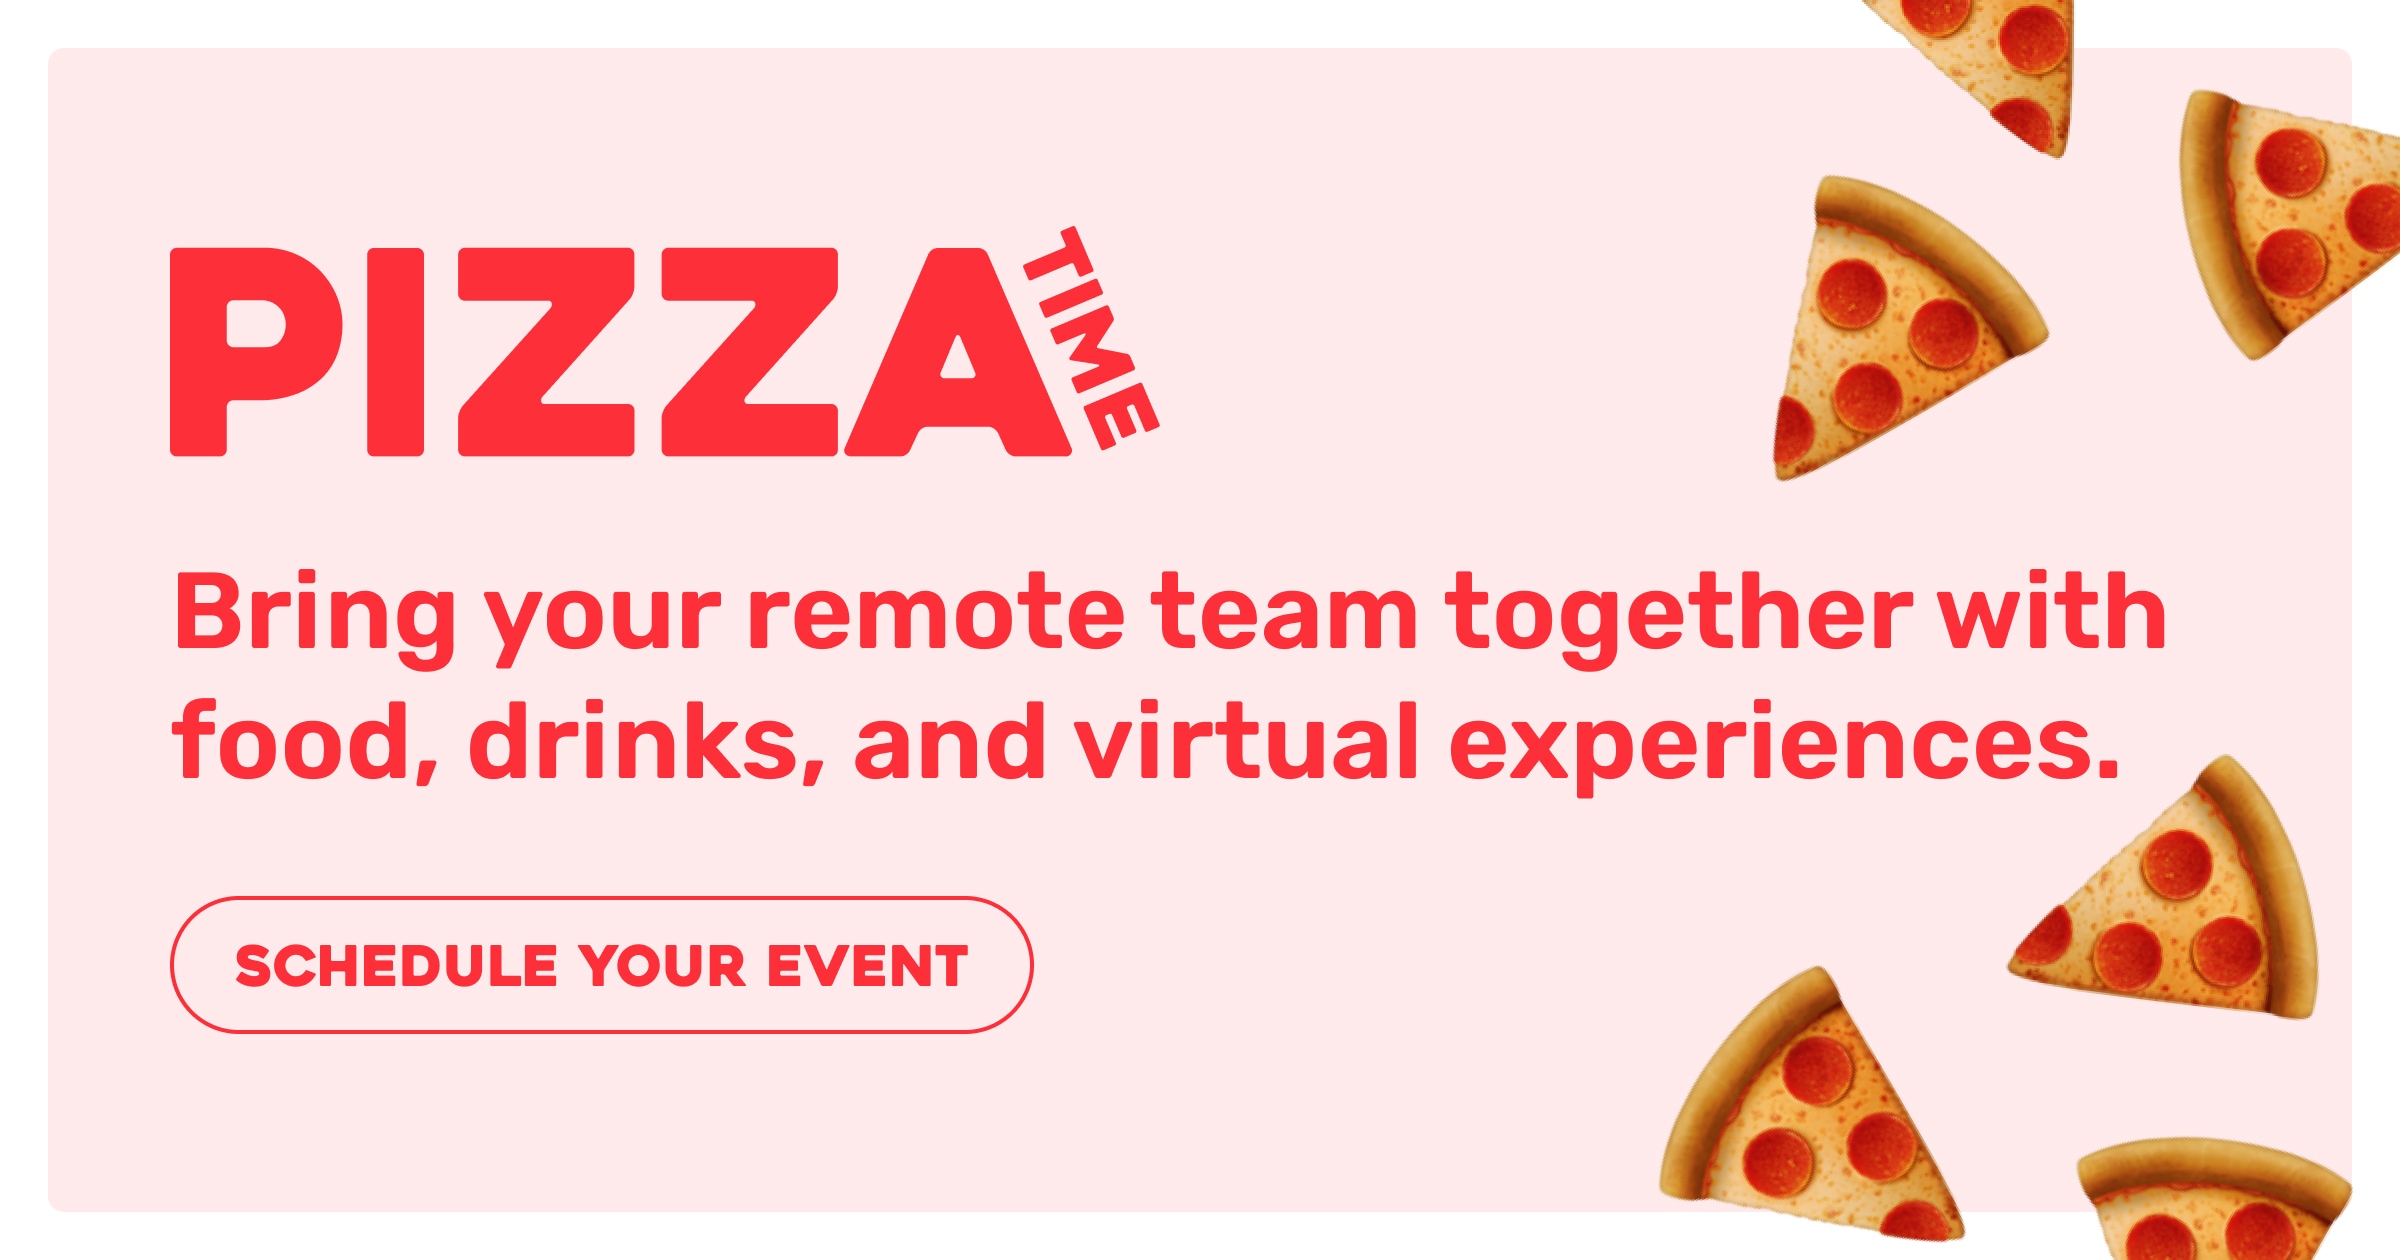 PIZZA TIME
Bring your remote team together with
food, drinks, and virtual experiences.
SCHEDULE YOUR EVENT